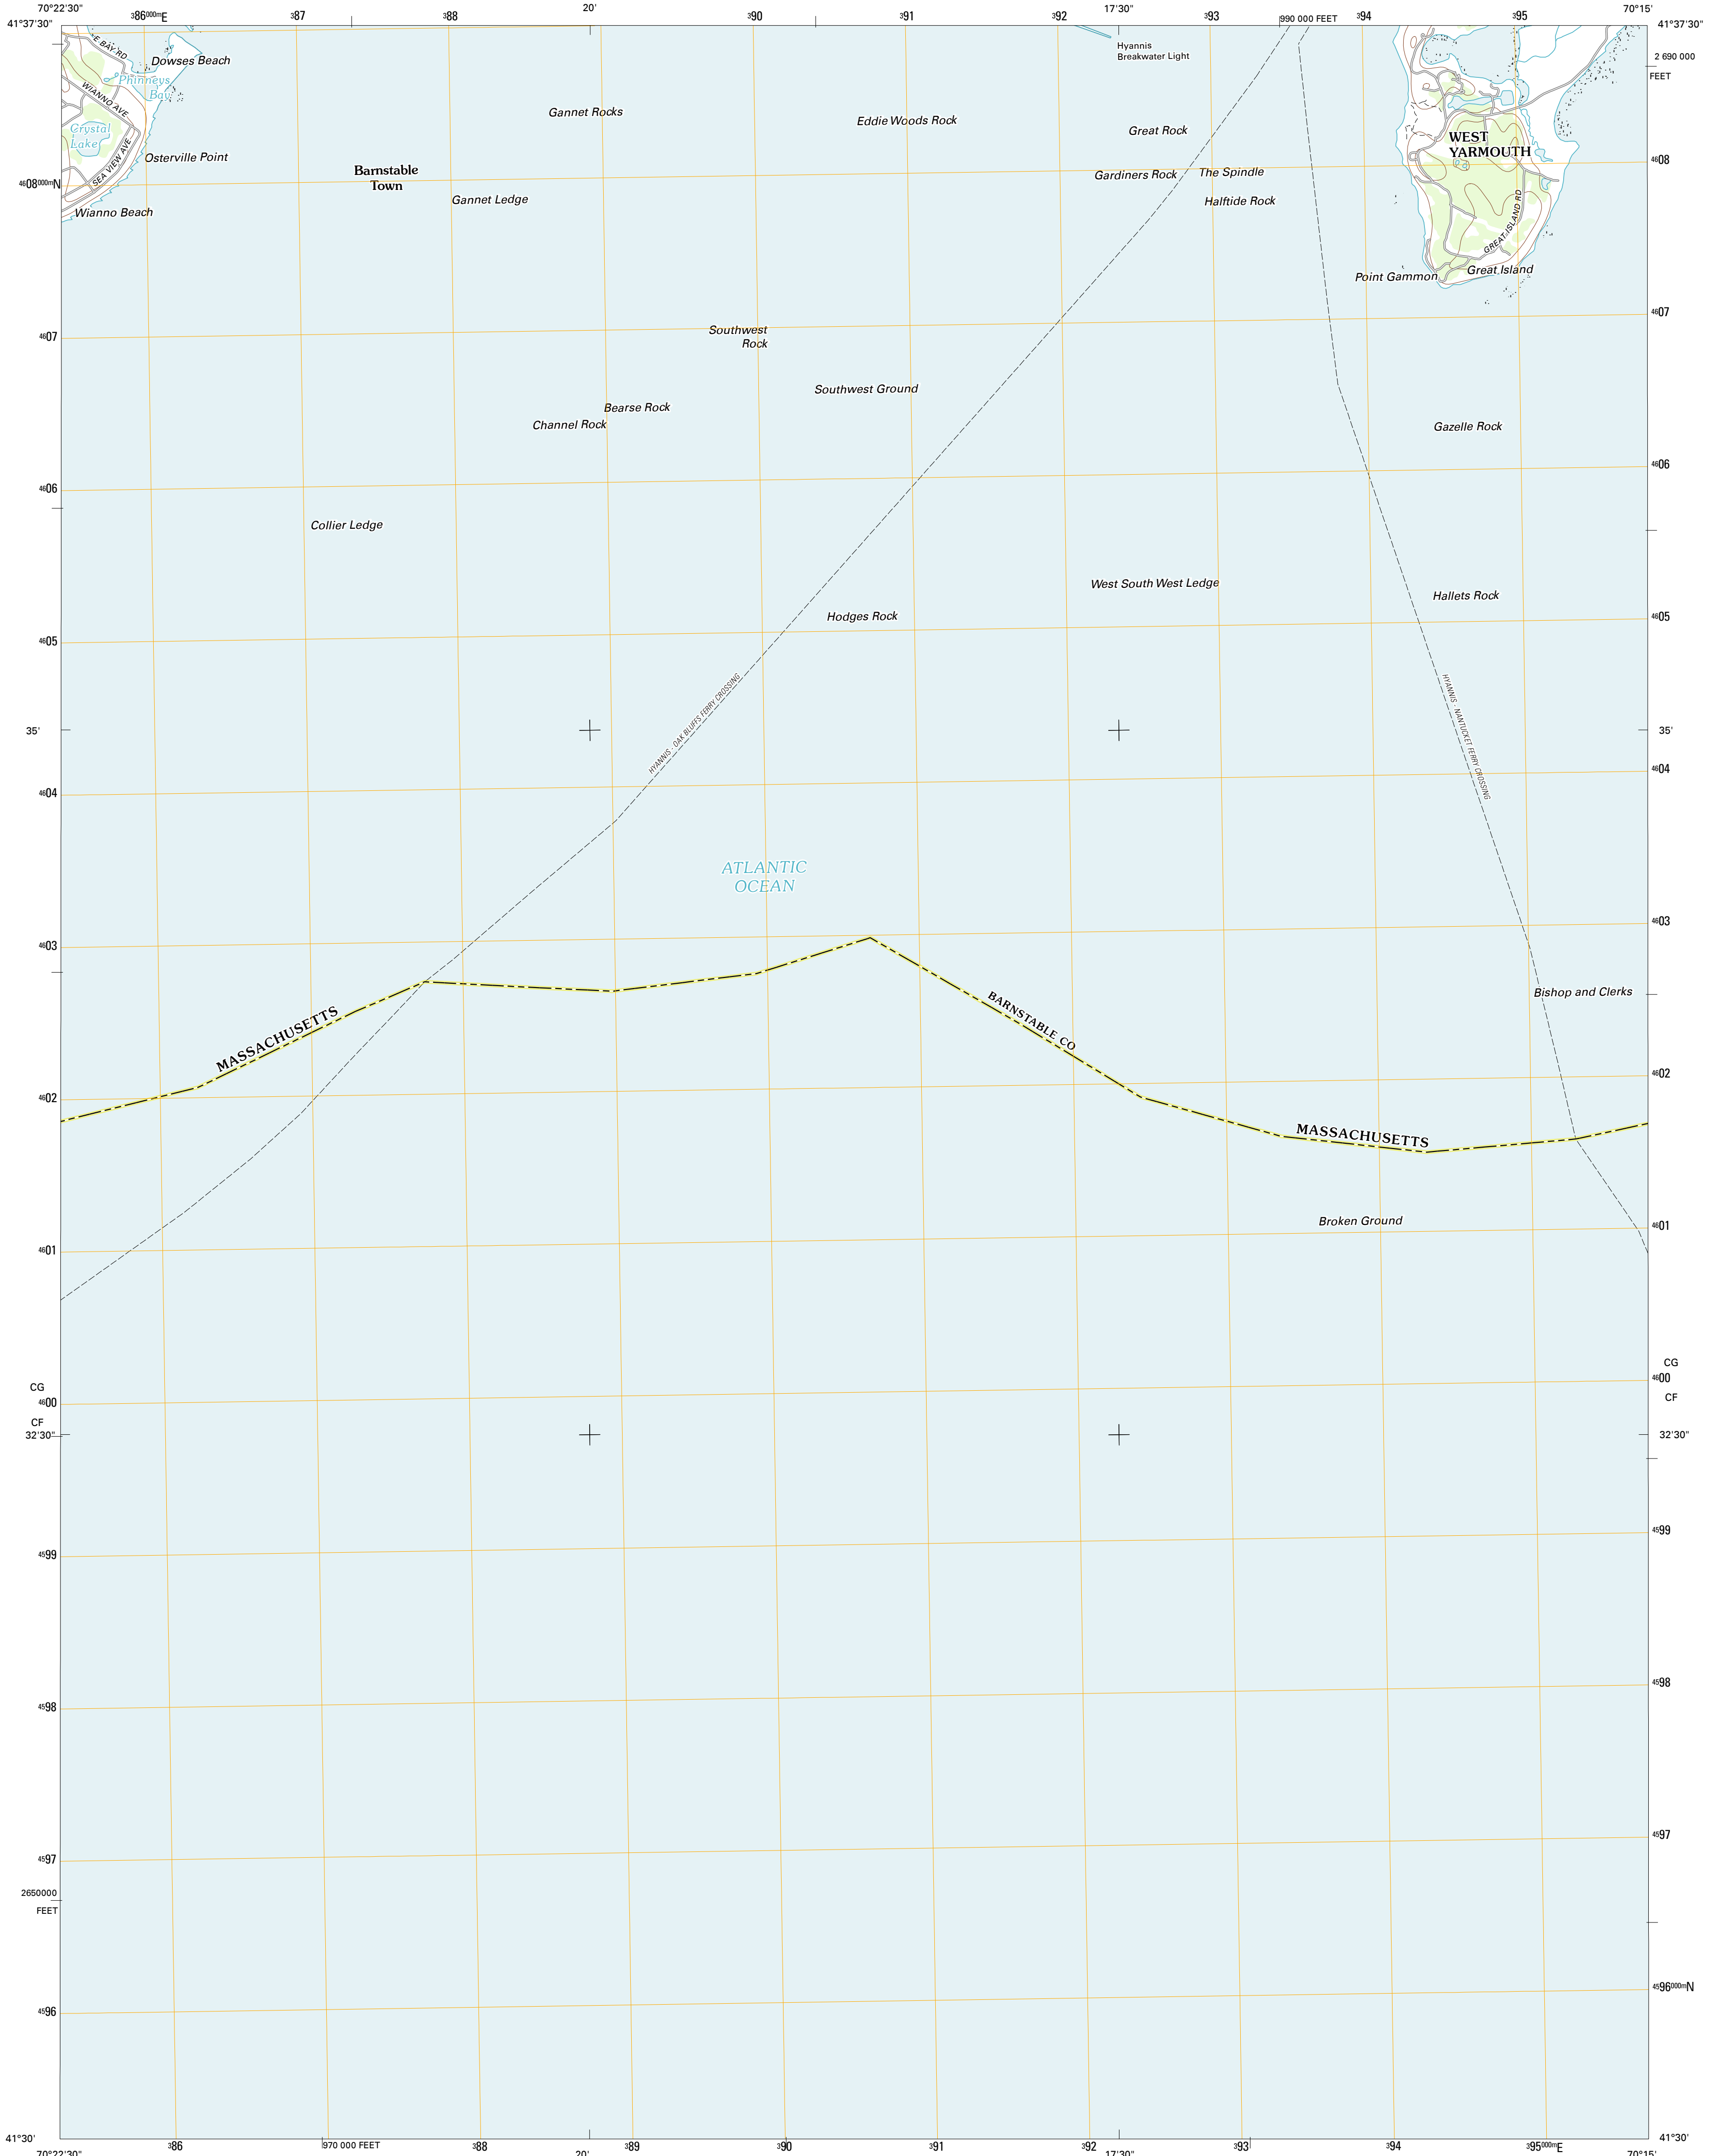 70°22'30"
386000mE
387
388
20'
390
391
392
17'30"
393
990 000 FEET
394
395
70°15'
41°37'30"
41°37'30"
E BAY RD
Dowses Beach
Hyannis
Breakwater Light
2 690 000
FEET
Phinneys
Bay
WIANNO AVE
Gannet Rocks
Eddie Woods Rock
Great Rock
Crystal
Lake
WEST
YARMOUTH
Osterville Point
SEA VIEW AVE
Barnstable
Town
4608
4608000mN
Gardiners Rock
The Spindle
Gannet Ledge
Halftide Rock
Wianno Beach
GREAT ISLAND RD
Point Gammon
Great Island
4607
4607
Southwest
Rock
Southwest Ground
Bearse Rock
Channel Rock
Gazelle Rock
4606
4606
Collier Ledge
West South West Ledge
Hallets Rock
Hodges Rock
4605
4605
HYANNIS - OAK BLUFFS FERRY CROSSING
HYANNIS - NANTUCKET FERRY CROSSING
35'
35'
4604
4604
ATLANTIC
OCEAN
4603
4603
Bishop and Clerks
MASSACHUSETTS
BARNSTABLE CO
4602
4602
MASSACHUSETTS
Broken Ground
4601
4601
CG
4600
CF
CG
4600
CF
32'30"
32'30"
4599
4599
4598
4598
4597
4597
2650000
FEET
4596000mN
4596
41°30'
41°30'
70°22'30"
386
970 000 FEET
388
20'
389
390
391
392
17'30"
393
394
395000mE
70°15'